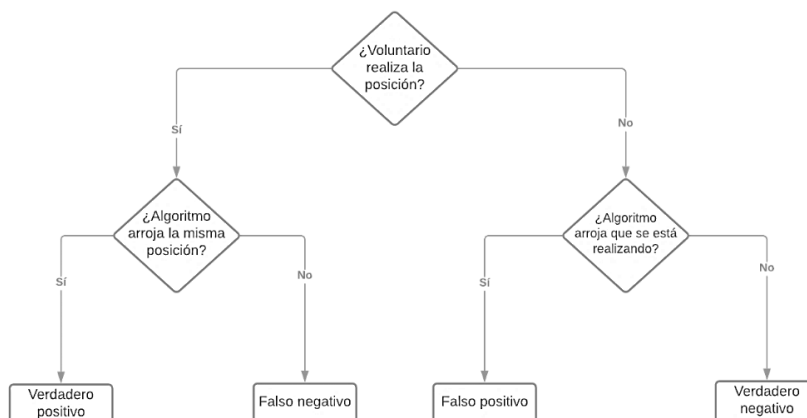 ¿Voluntario
realiza la
posición?
Sí
No
¿Algoritmo
arroja la misma
posición?
¿Algoritmo
arroja que se está
realizando?
Sí
No
Sí
No
Verdadero
positivo
Falso negativo
Falso positivo
Verdadero
negativo